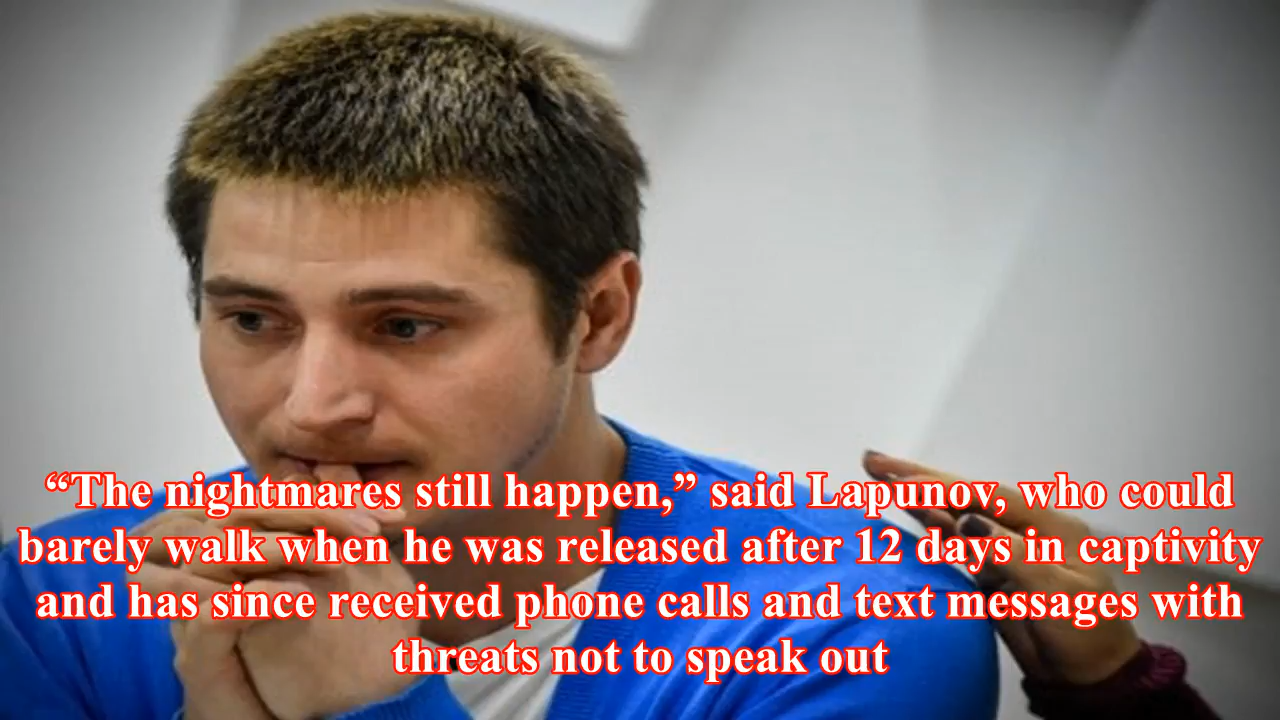 “The nightmares still happen,” said Lapunov, who could
barely walk when he was released after 12 days in captivity
and has since received phone calls and text messages with
threats not to speak out